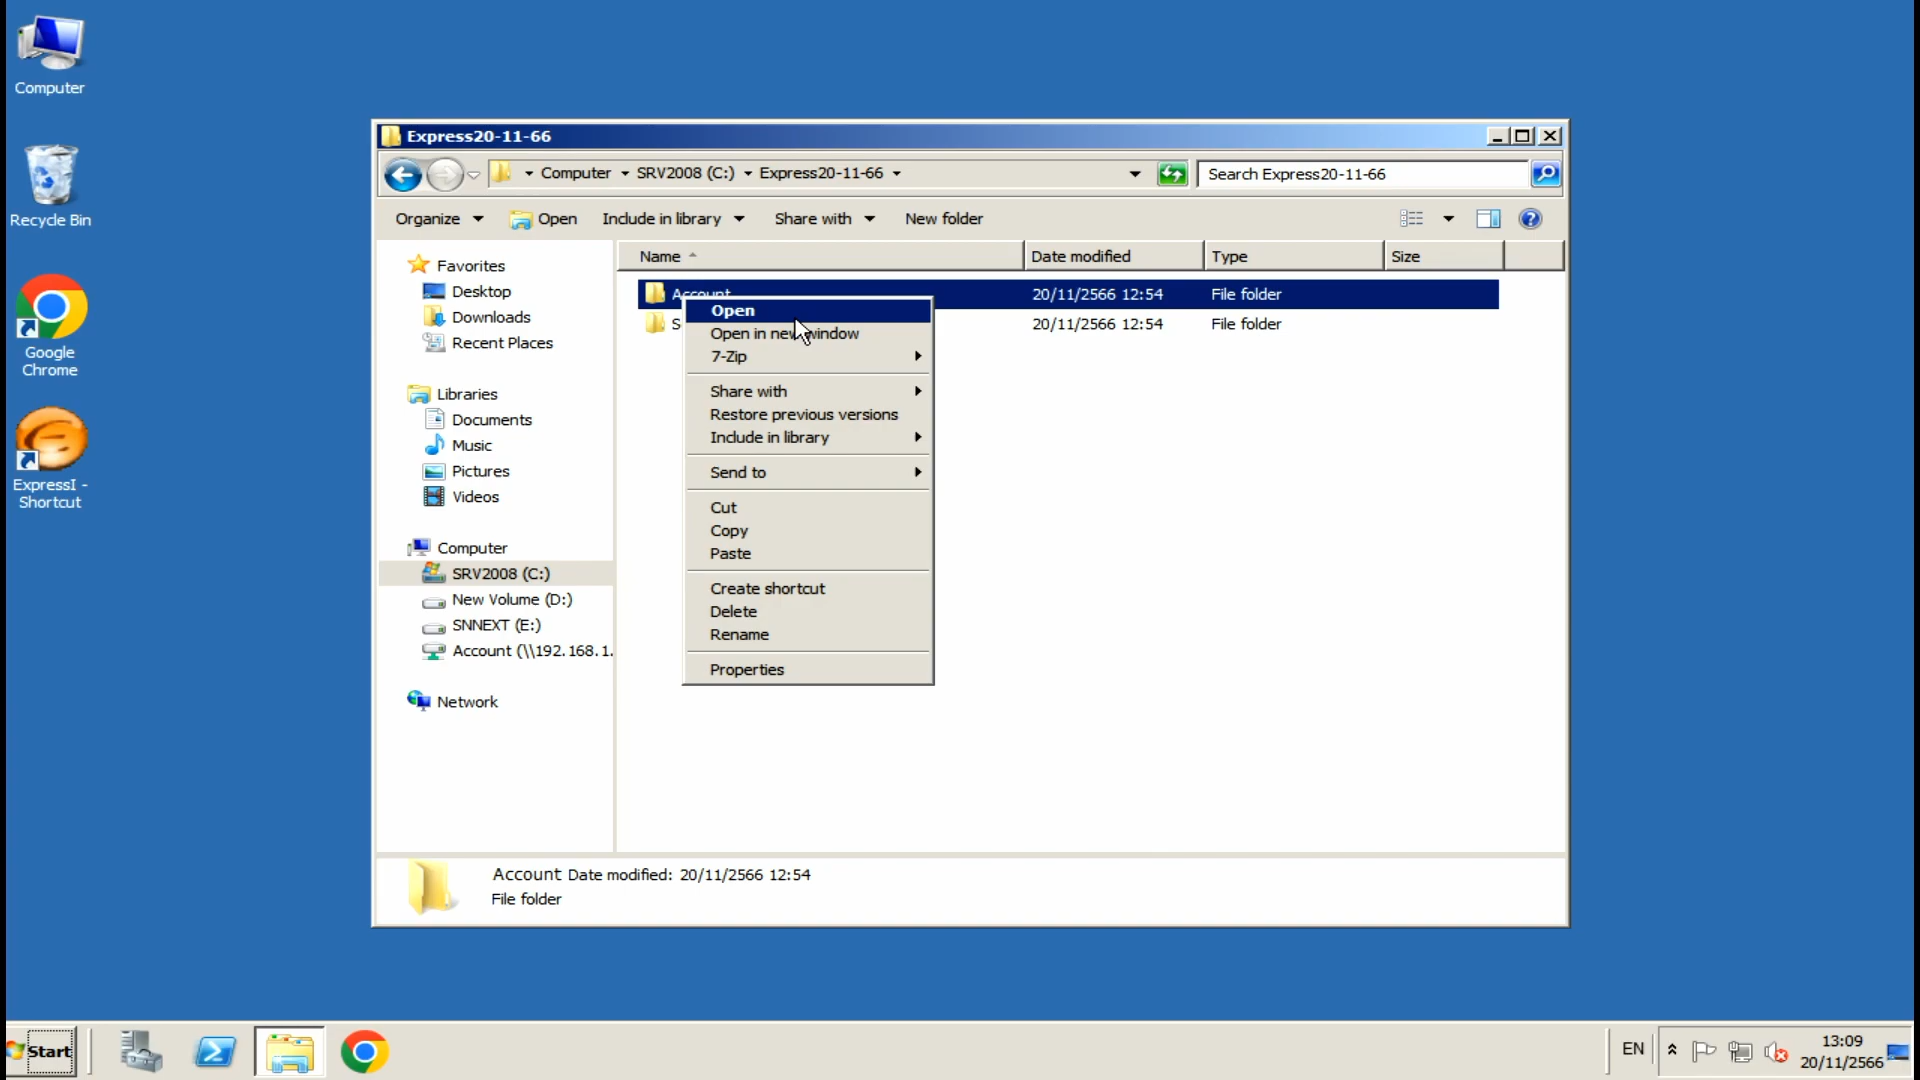 Computer
Recycle Bin
Google
Chrome
ExpressI -
Shortcut
Express20-11-66
Computer SRV2008 (C:) Express20-11-66
Search Express20-11-66
Organize Open Include in library Share with New folder
Favorites
Desktop
Downloads
Recent Places
Libraries
Documents
Music
Pictures
Videos
Computer
SRV2008 (C:)
New Volume (D:)
SNNEXT (E:)
Account (\\192.168.1.
Network
Name Date modified Type Size
Account 20/11/2566 12:54 File folder
S 20/11/2566 12:54 File folder
Open
Open in new window
7-Zip
Share with
Restore previous versions
Include in library
Send to
Cut
Copy
Paste
Create shortcut
Delete
Rename
Properties
Account Date modified: 20/11/2566 12:54
File folder
Start
EN
13:09
20/11/2566